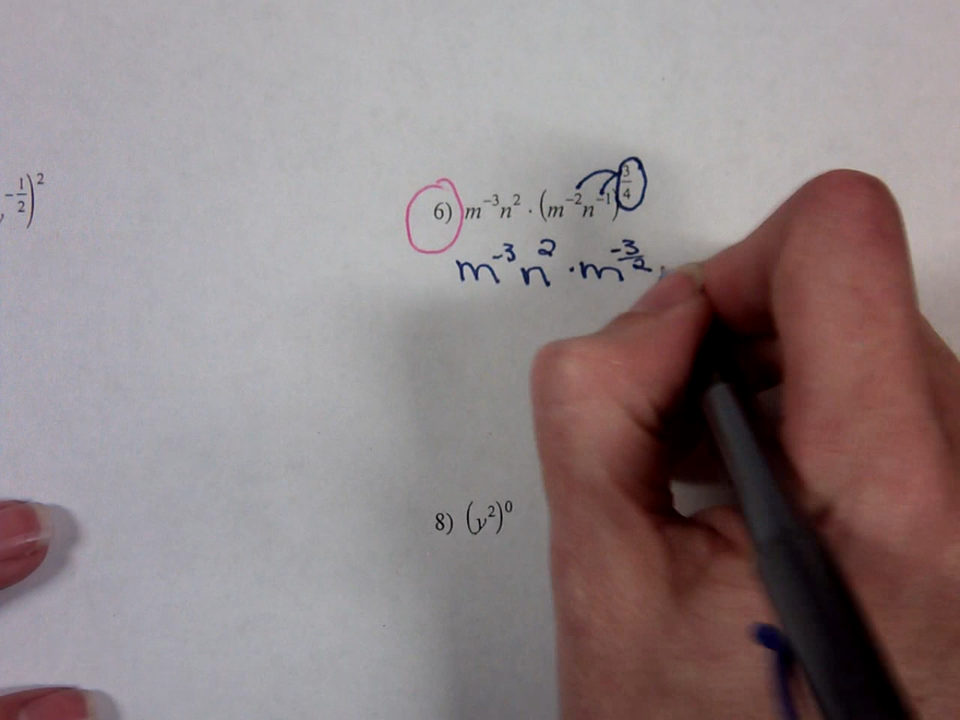 -1/2)^2
6) m^-3 n^2 · (m^-2 n^-1)^3/4
m^-3 n^2 · m^-3/2 ·
8) (y^2)^0